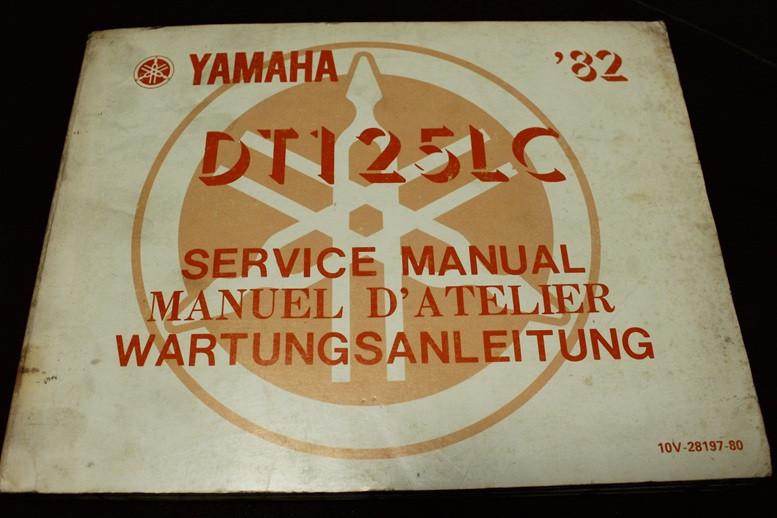 YAMAHA '82
DT125LC
SERVICE MANUAL
MANUEL D'ATELIER
WARTUNGSANLEITUNG
10V-28197-80